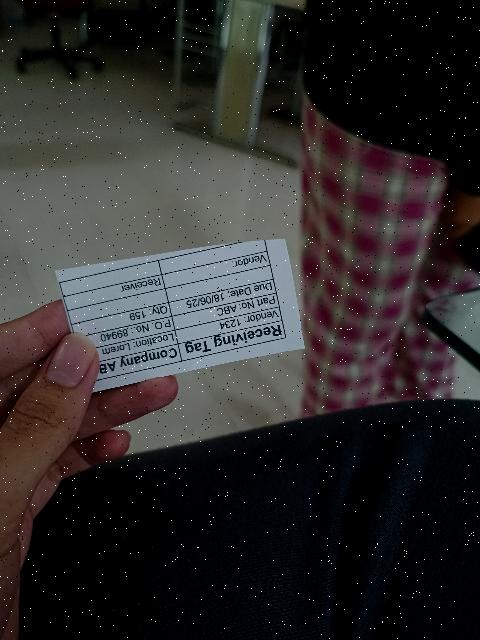 Receiving Tag Company AB
Vendor: 1234 Location: Lorem
Part No: ABC P.O No.: 89940
Due Date: 18/06/25 Qty: 159
Vendor Receiver